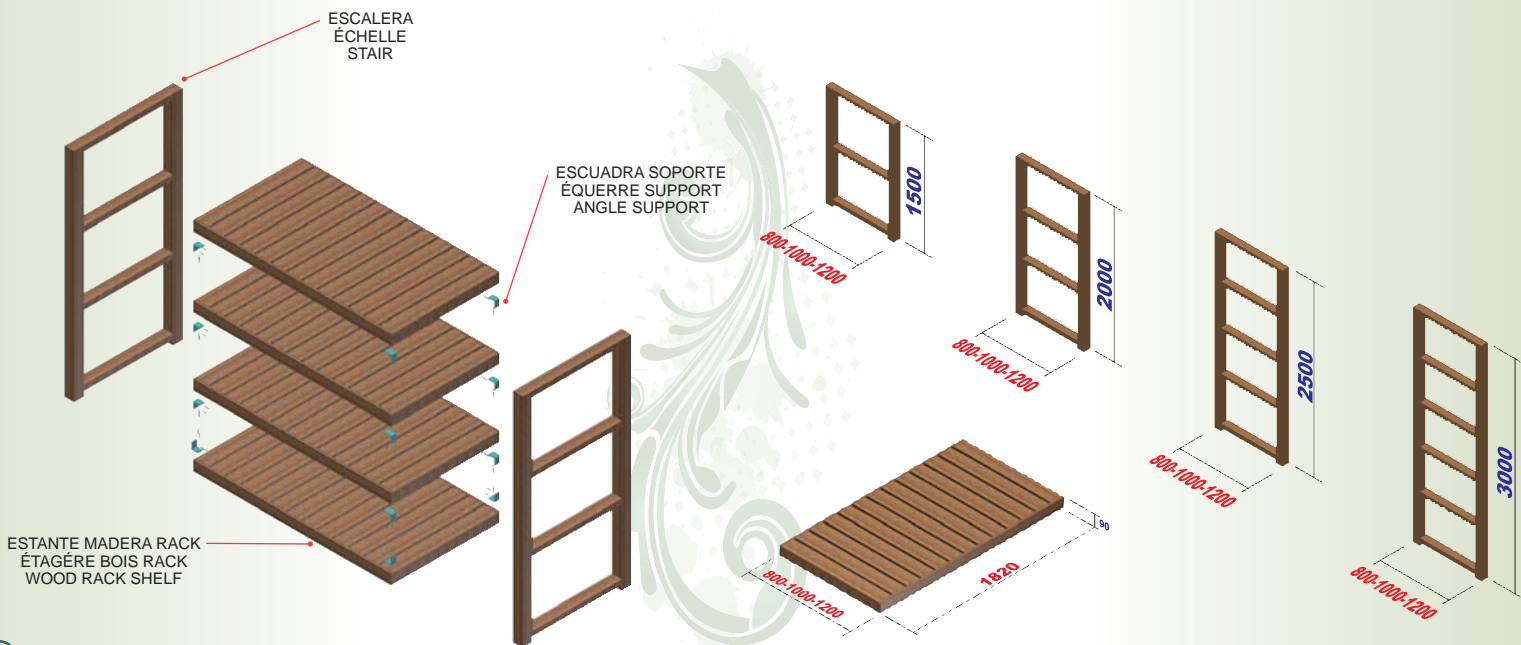 ESCALERA
ÉCHELLE
STAIR
ESCUADRA SOPORTE
ÉQUERRE SUPPORT
ANGLE SUPPORT
ESTANTE MADERA RACK
ÉTAGÉRE BOIS RACK
WOOD RACK SHELF
1500
800-1000-1200
2000
800-1000-1200
2500
800-1000-1200
3000
800-1000-1200
90
1820
800-1000-1200